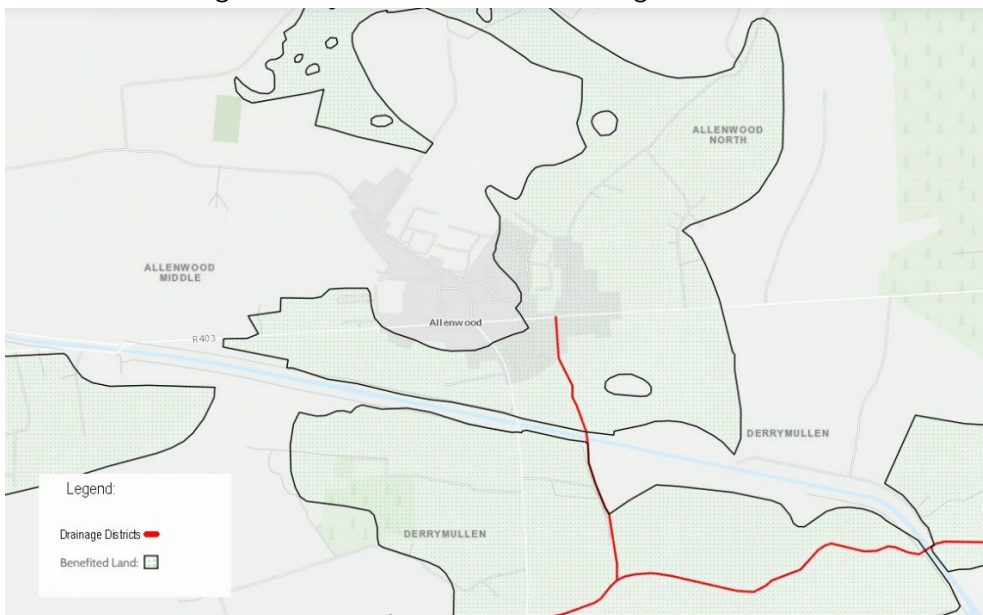 ALLENWOOD
NORTH
ALLENWOOD
MIDDLE
Allenwood
R403
DERRYMULLEN
DERRYMULLEN
Legend:
Drainage Districts
Benefited Land: